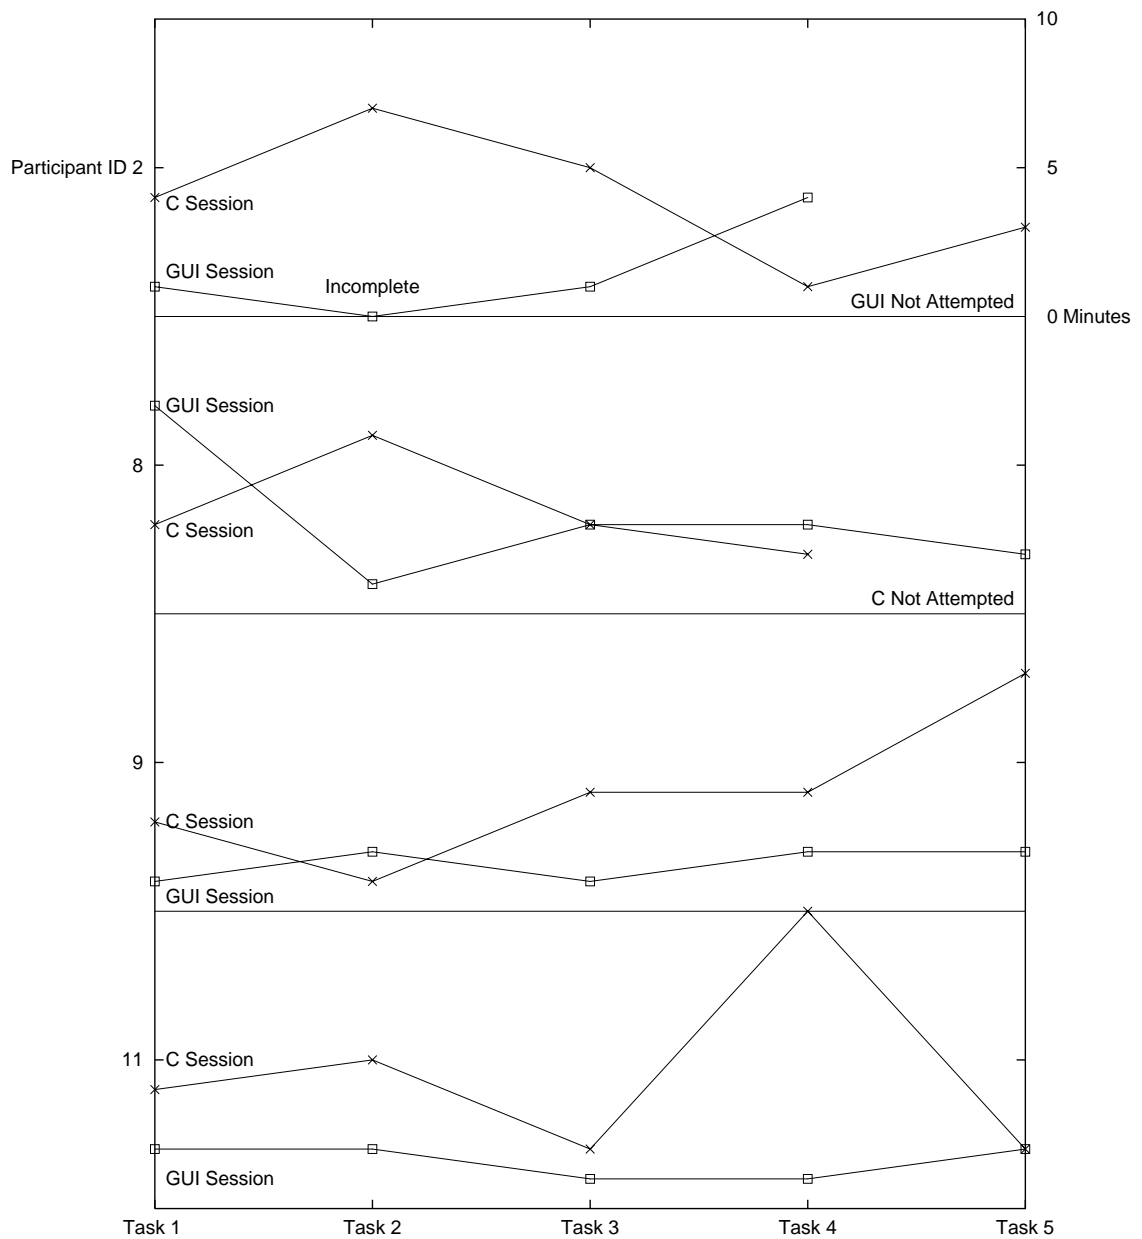 10
Participant ID 2
5
C Session
GUI Session
Incomplete
GUI Not Attempted
0 Minutes
GUI Session
8
C Session
C Not Attempted
9
C Session
GUI Session
11
C Session
GUI Session
Task 1 Task 2 Task 3 Task 4 Task 5